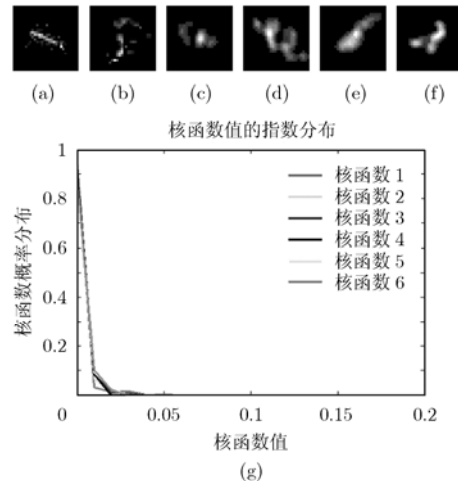 (a) (b) (c) (d) (e) (f)
核函数值的指数分布
1
0.8
0.6
0.4
0.2
0 0.05 0.1 0.15 0.2
核函数概率分布
核函数 1
核函数 2
核函数 3
核函数 4
核函数 5
核函数 6
核函数值
(g)